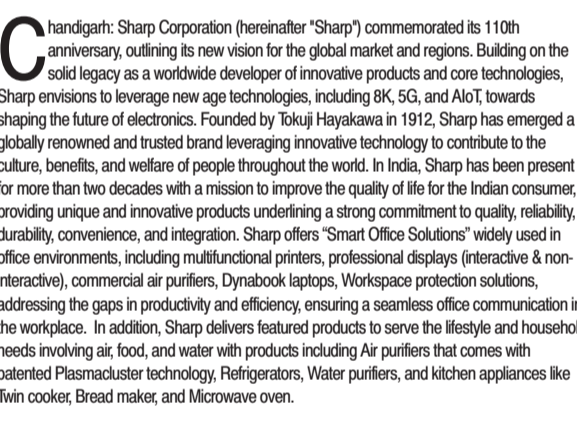 Chandigarh: Sharp Corporation (hereinafter "Sharp") commemorated its 110th
anniversary, outlining its new vision for the global market and regions. Building on the
solid legacy as a worldwide developer of innovative products and core technologies,
Sharp envisions to leverage new age technologies, including 8K, 5G, and AIoT, towards
shaping the future of electronics. Founded by Tokuji Hayakawa in 1912, Sharp has emerged a
globally renowned and trusted brand leveraging innovative technology to contribute to the
culture, benefits, and welfare of people throughout the world. In India, Sharp has been present
for more than two decades with a mission to improve the quality of life for the Indian consumer,
providing unique and innovative products underlining a strong commitment to quality, reliability,
durability, convenience, and integration. Sharp offers “Smart Office Solutions” widely used in
office environments, including multifunctional printers, professional displays (interactive & non-
interactive), commercial air purifiers, Dynabook laptops, Workspace protection solutions,
addressing the gaps in productivity and efficiency, ensuring a seamless office communication in
the workplace. In addition, Sharp delivers featured products to serve the lifestyle and househol
needs involving air, food, and water with products including Air purifiers that comes with
patented Plasmacluster technology, Refrigerators, Water purifiers, and kitchen appliances like
Twin cooker, Bread maker, and Microwave oven.